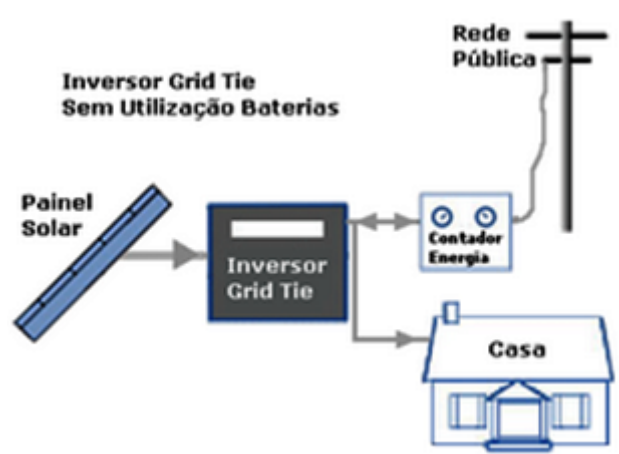 Rede
Pública
Inversor Grid Tie
Sem Utilização Baterias
Painel
Solar
Inversor
Grid Tie
Contador
Energia
Casa